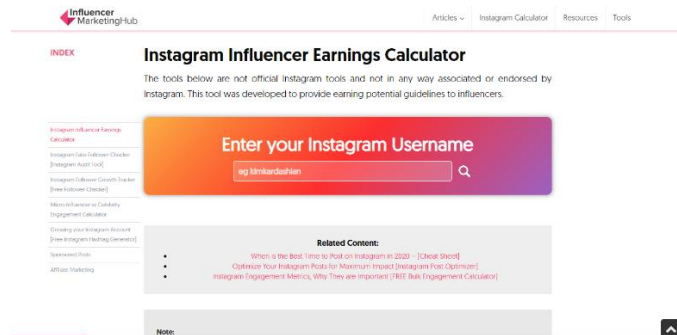 Influencer
MarketingHub
Articles
Instagram Calculator
Resources
Tools
INDEX
Instagram Influencer Earnings
Calculator
Instagram Fake Follower Checker
[Instagram Audit Tool]
Instagram Follower Growth Tracker
[Free Follower Checker]
Micro-Influencer vs Celebrity
Engagement Calculator
Growing your Instagram Account
[Free Instagram Hashtag Generator]
Sponsored Posts
Affiliate Marketing
Instagram Influencer Earnings Calculator
The tools below are not official Instagram tools and not in any way associated or endorsed by
Instagram. This tool was developed to provide earning potential guidelines to influencers.
Enter your Instagram Username
eg kimkardashian
Related Content:
When is the Best Time to Post on Instagram in 2020 – [Cheat Sheet]
Optimize Your Instagram Posts for Maximum Impact [Instagram Post Optimizer]
Instagram Engagement Metrics, Why They are Important [FREE Bulk Engagement Calculator]
Note: